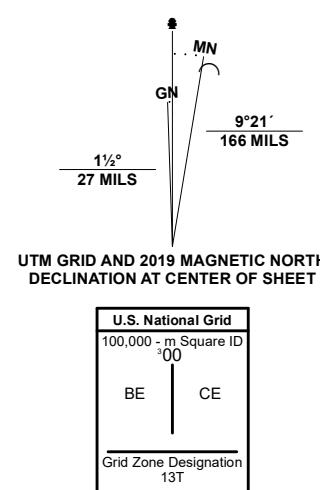 MN
GN
9°21´
166 MILS
1½°
27 MILS
UTM GRID AND 2019 MAGNETIC NORTH
DECLINATION AT CENTER OF SHEET
U.S. National Grid
100,000 - m Square ID
³00
BE CE
Grid Zone Designation
13T